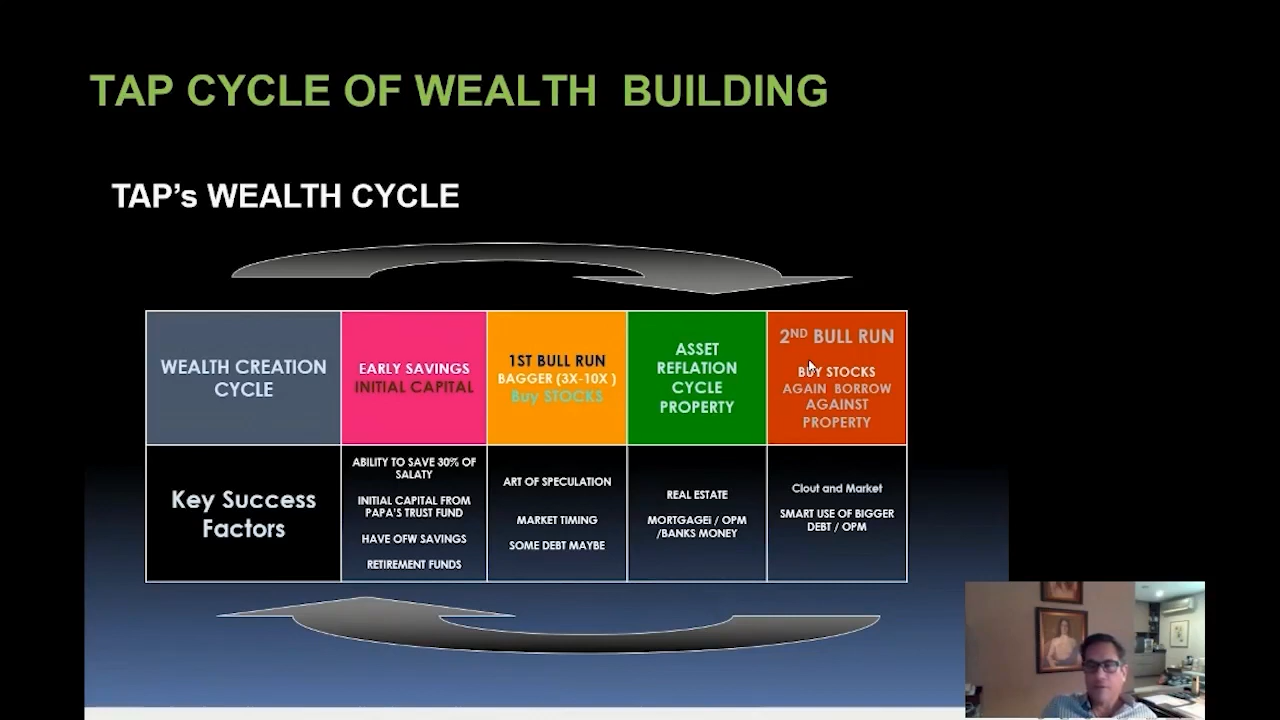 TAP CYCLE OF WEALTH BUILDING
TAP's WEALTH CYCLE
WEALTH CREATION
CYCLE
EARLY SAVINGS
INITIAL CAPITAL
1ST BULL RUN
BAGGER (3X-10X )
Buy STOCKS
ASSET
REFLATION
CYCLE
PROPERTY
2ND BULL RUN
BUY STOCKS
AGAIN BORROW
AGAINST
PROPERTY
Key Success
Factors
ABILITY TO SAVE 30% OF
SALATY
INITIAL CAPITAL FROM
PAPA'S TRUST FUND
HAVE OFW SAVINGS
RETIREMENT FUNDS
ART OF SPECULATION
MARKET TIMING
SOME DEBT MAYBE
REAL ESTATE
MORTGAGEi / OPM
/BANKS MONEY
Clout and Market
SMART USE OF BIGGER
DEBT / OPM